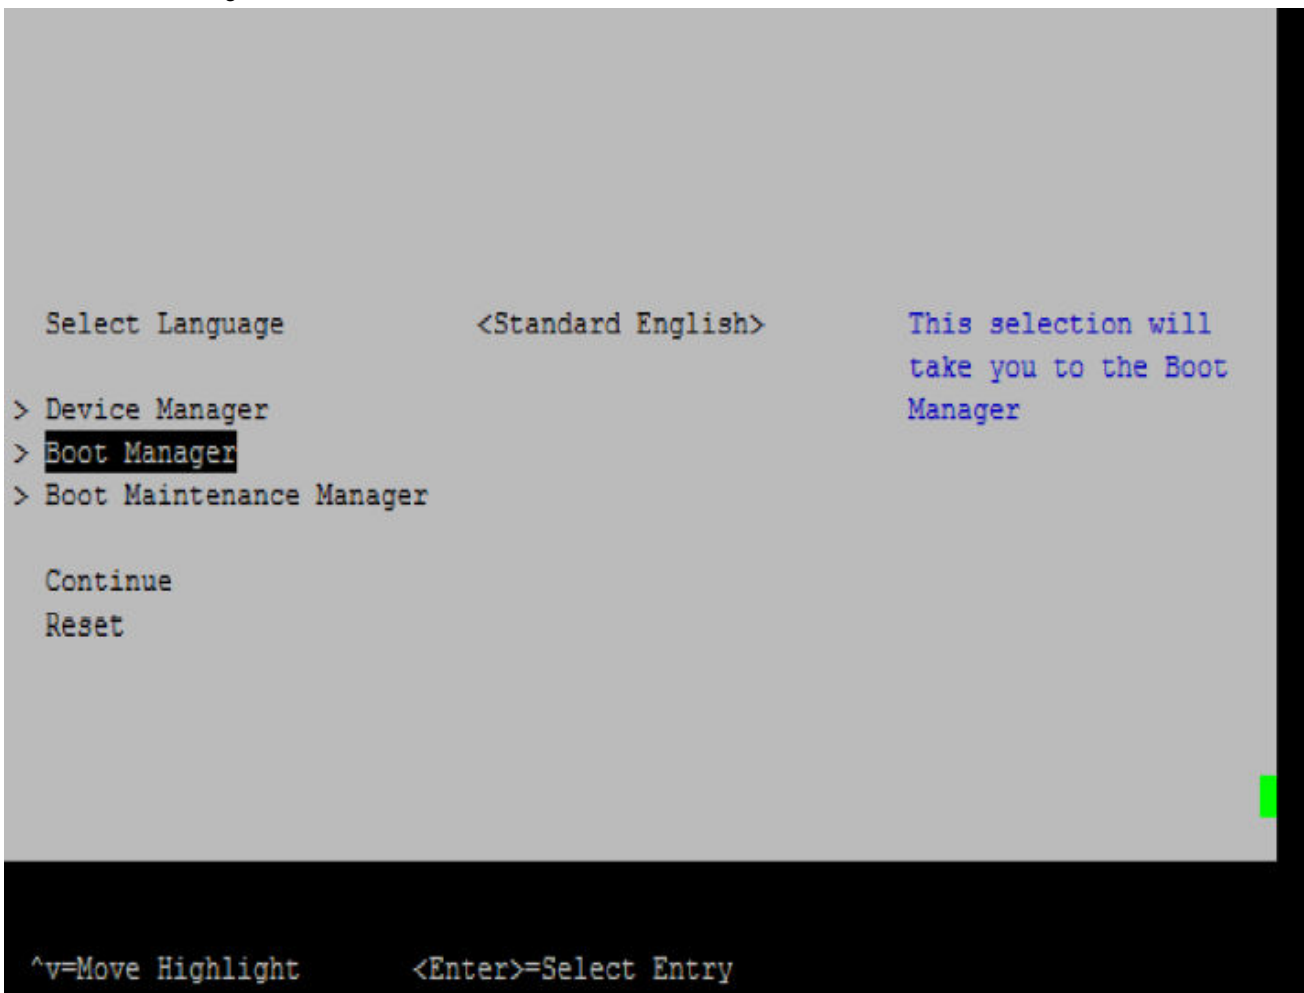 Select Language <Standard English> This selection will
take you to the Boot
> Device Manager Manager
> Boot Manager
> Boot Maintenance Manager
Continue
Reset
^v=Move Highlight <Enter>=Select Entry